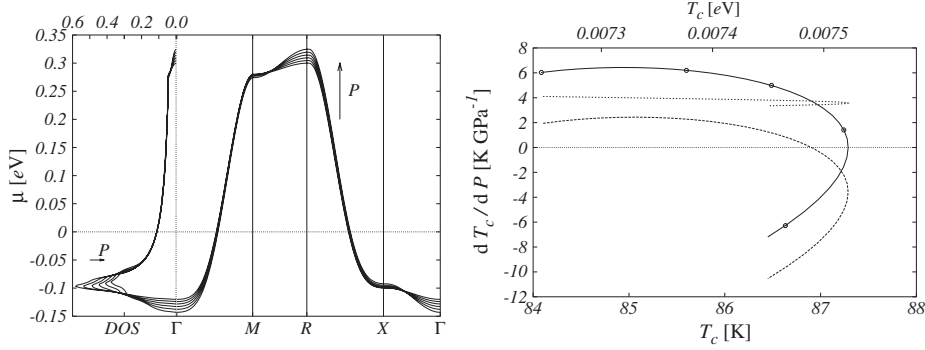 0.6 0.4 0.2 0.0
0.35
0.3
0.25
0.2
0.15
0.1
0.05
0
-0.05
-0.1
-0.15
μ [eV]
P
P
DOS Γ M R X Γ
T_c [eV]
0.0073 0.0074 0.0075
8
6
4
2
0
-2
-4
-6
-8
-10
-12
d T_c / d P [K GPa^-1]
84 85 86 87 88
T_c [K]